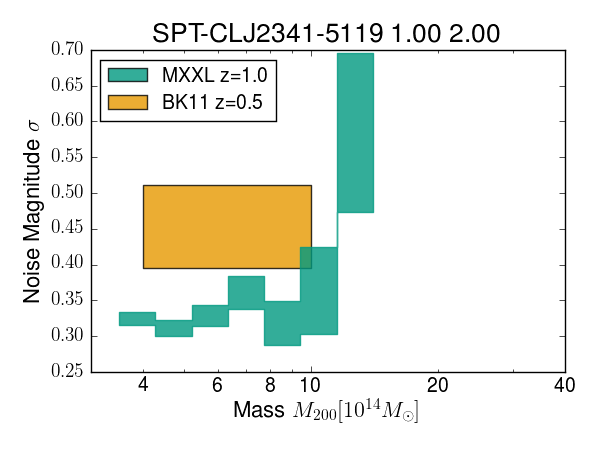 SPT-CLJ2341-5119 1.00 2.00
MXXL z=1.0
BK11 z=0.5
Noise Magnitude σ
0.70
0.65
0.60
0.55
0.50
0.45
0.40
0.35
0.30
0.25
4 6 8 10 20 40
Mass M₂₀₀[10¹⁴M☉]